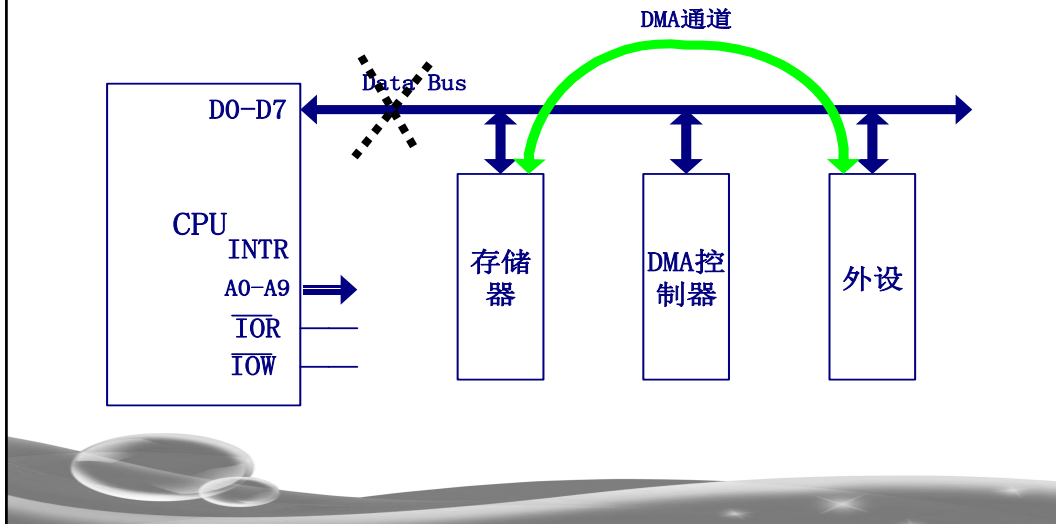 DMA通道
Data Bus
D0-D7
CPU
INTR
A0-A9
IOR
IOW
存储
器
DMA控
制器
外设